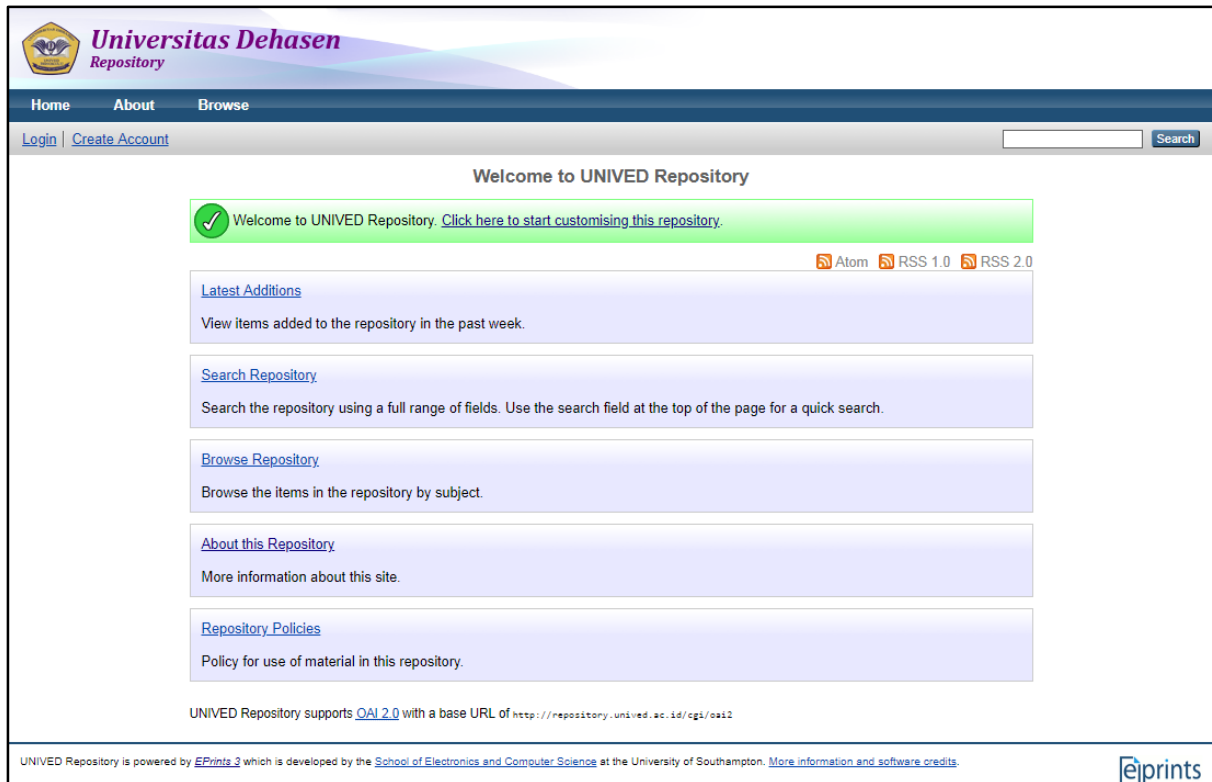 Universitas Dehasen
Repository
Home About Browse
Login | Create Account Search
Welcome to UNIVED Repository
Welcome to UNIVED Repository. Click here to start customising this repository.
Atom RSS 1.0 RSS 2.0
Latest Additions
View items added to the repository in the past week.
Search Repository
Search the repository using a full range of fields. Use the search field at the top of the page for a quick search.
Browse Repository
Browse the items in the repository by subject.
About this Repository
More information about this site.
Repository Policies
Policy for use of material in this repository.
UNIVED Repository supports OAI 2.0 with a base URL of http://repository.unived.ac.id/cgi/oai2
UNIVED Repository is powered by EPrints 3 which is developed by the School of Electronics and Computer Science at the University of Southampton. More information and software credits.
eprints